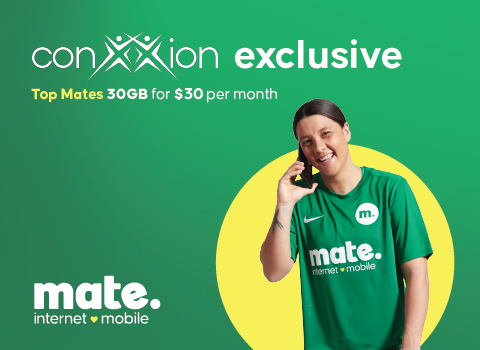 conXXion exclusive
Top Mates 30GB for $30 per month
m.
mate.
internet mobile
mate.
internet mobile